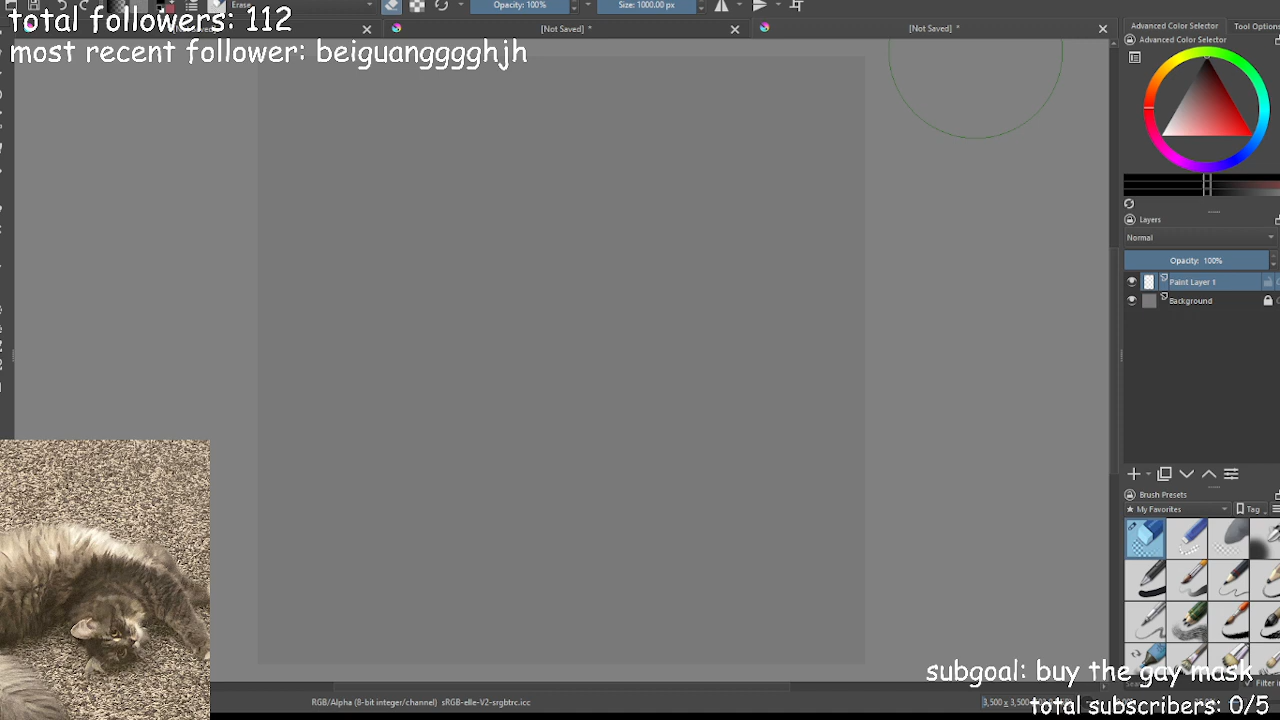 total followers: 112
most recent follower: beiguangggghjh
Erase
Opacity: 100%
Size: 1000.00 px
[Not Saved] *
[Not Saved] *
Advanced Color Selector
Tool Options
Advanced Color Selector
Layers
Normal
Opacity: 100%
Paint Layer 1
Background
Brush Presets
★ My Favorites
Tag
Filter in
subgoal: buy the gay mask
total subscribers: 0/5
RGB/Alpha (8-bit integer/channel) sRGB-elle-V2-srgbtrc.icc